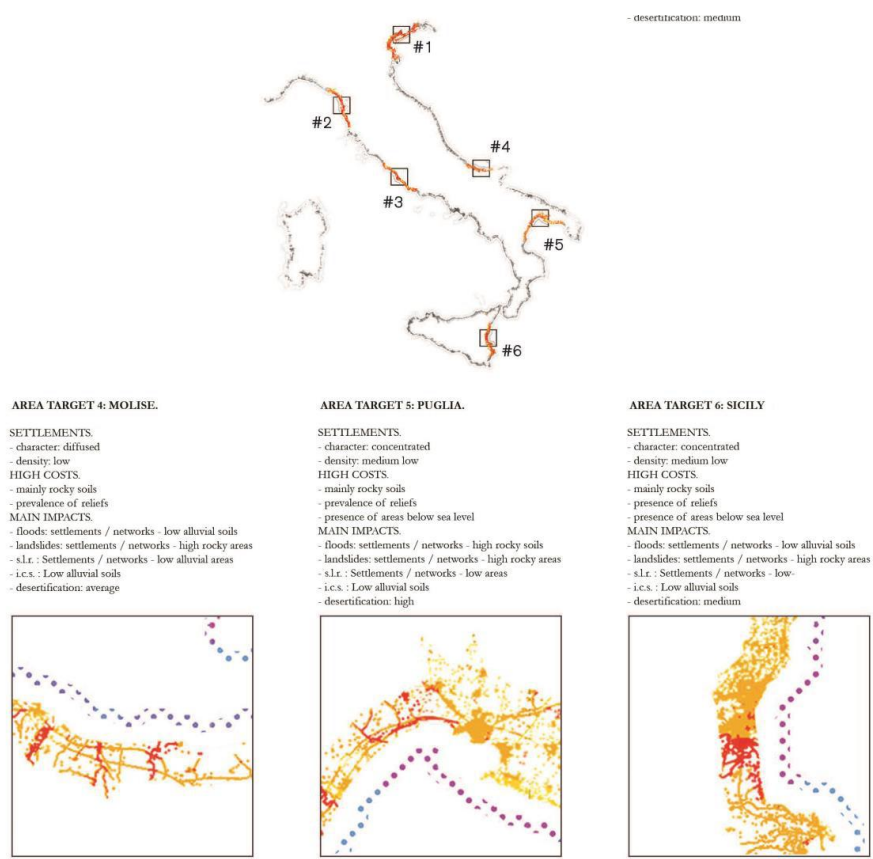 - desertification: medium
#1
#2
#4
#3
#5
#6
AREA TARGET 4: MOLISE.
SETTLEMENTS.
- character: diffused
- density: low
HIGH COSTS.
- mainly rocky soils
- prevalence of reliefs
MAIN IMPACTS.
- floods: settlements / networks - low alluvial soils
- landslides: settlements / networks - high rocky areas
- s.l.r. : Settlements / networks - low alluvial areas
- i.c.s. : Low alluvial soils
- desertification: average
AREA TARGET 5: PUGLIA.
SETTLEMENTS.
- character: concentrated
- density: medium low
HIGH COSTS.
- mainly rocky soils
- prevalence of reliefs
- presence of areas below sea level
MAIN IMPACTS.
- floods: settlements / networks - high rocky soils
- landslides: settlements / networks - high rocky areas
- s.l.r. : Settlements / networks - low areas
- i.c.s. : Low alluvial soils
- desertification: high
AREA TARGET 6: SICILY
SETTLEMENTS.
- character: concentrated
- density: medium low
HIGH COSTS.
- mainly rocky soils
- presence of reliefs
- presence of areas below sea level
MAIN IMPACTS.
- floods: settlements / networks - low alluvial soils
- landslides: settlements / networks - high rocky areas
- s.l.r. : Settlements / networks - low-
- i.c.s. : Low alluvial soils
- desertification: medium